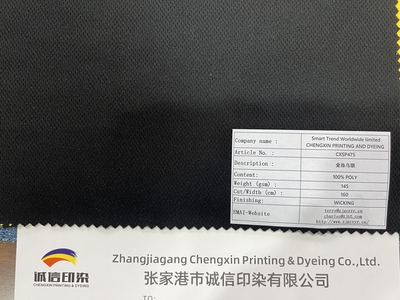 Company name :
Smart Trend Worldwide limited
CHENGXIN PRINTING AND DYEING
Article No. :
CXSP475
Description:
Content:
100% POLY
Weight (gsm) :
145
Cut/Width (cm) :
160
Finishing:
WICKING
EMAI-Website
诚信印染
CHENGXIN PRINTING & DYEING
Zhangjiagang Chengxin Printing & Dyeing Co.,Ltd.
张家港市诚信印染有限公司
TO: